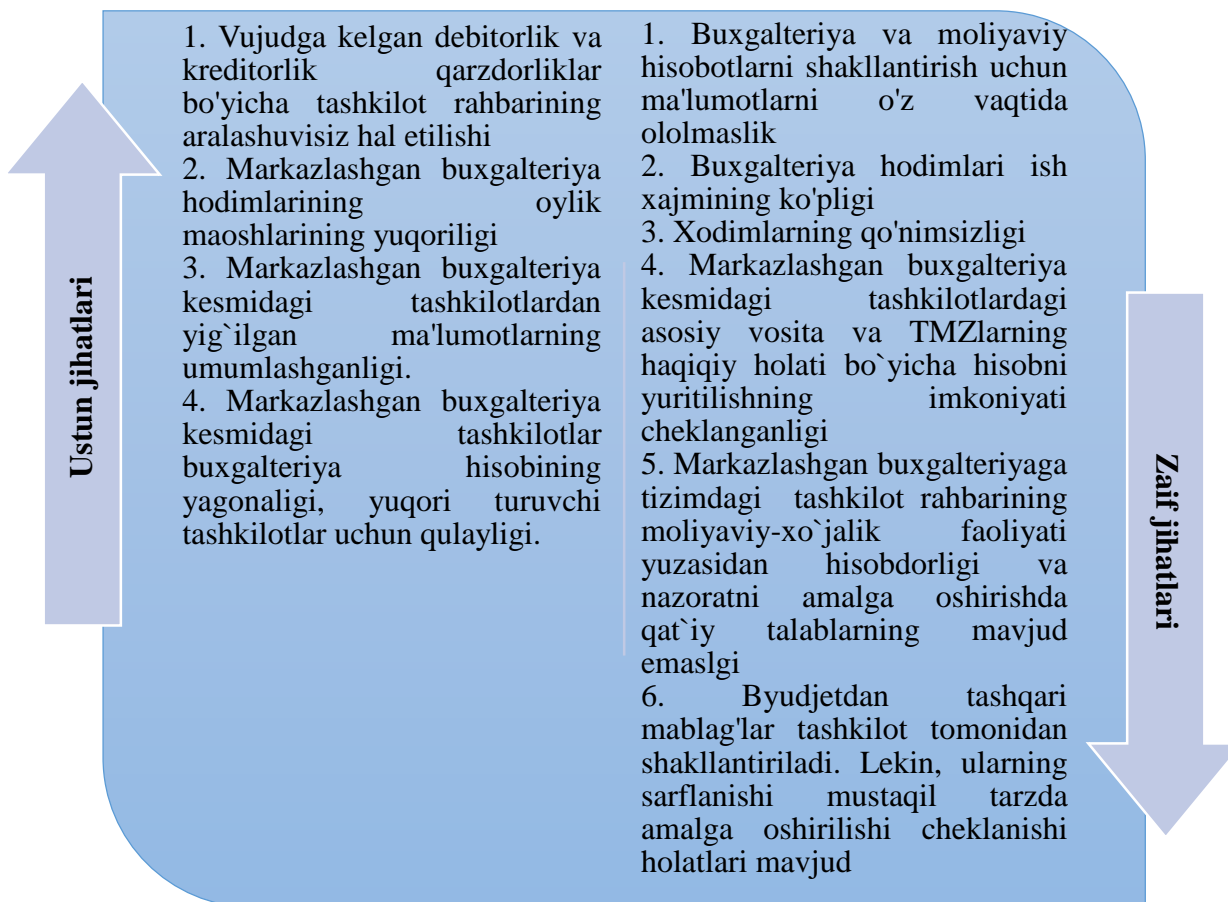 Ustun jihatlari
1. Vujudga kelgan debitorlik va
kreditorlik qarzdorliklar
bo'yicha tashkilot rahbarining
aralashuvisiz hal etilishi
2. Markazlashgan buxgalteriya
hodimlarining oylik
maoshlarining yuqoriligi
3. Markazlashgan buxgalteriya
kesmidagi tashkilotlardan
yig`ilgan ma'lumotlarning
umumlashganligi.
4. Markazlashgan buxgalteriya
kesmidagi tashkilotlar
buxgalteriya hisobining
yagonaligi, yuqori turuvchi
tashkilotlar uchun qulayligi.
1. Buxgalteriya va moliyaviy
hisobotlarni shakllantirish uchun
ma'lumotlarni o'z vaqtida
ololmaslik
2. Buxgalteriya hodimlari ish
xajmining ko'pligi
3. Xodimlarning qo'nimsizligi
4. Markazlashgan buxgalteriya
kesmidagi tashkilotlardagi
asosiy vosita va TMZlarning
haqiqiy holati bo`yicha hisobni
yuritilishning imkoniyati
cheklanganligi
5. Markazlashgan buxgalteriyaga
tizimdagi tashkilot rahbarining
moliyaviy-xo`jalik faoliyati
yuzasidan hisobdorligi va
nazoratni amalga oshirishda
qat`iy talablarning mavjud
emaslgi
6. Byudjetdan tashqari
mablag'lar tashkilot tomonidan
shakllantiriladi. Lekin, ularning
sarflanishi mustaqil tarzda
amalga oshirilishi cheklanishi
holatlari mavjud
Zaif jihatlari